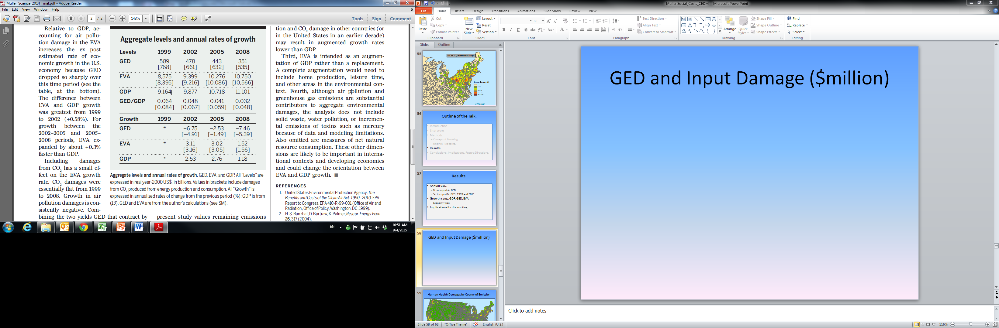 Muller_Science_2014_Final.pdf - Adobe Reader
File Edit View Window Help
2 / 2 143% Tools Sign Comment
Relative to GDP, ac-
counting for air pollu-
tion damage in the EVA
increases the ex post
estimated rate of eco-
nomic growth in the U.S.
economy because GED
dropped so sharply over
this time period (see the
table, at the bottom).
The difference between
EVA and GDP growth
was greatest from 1999
to 2002 (+0.58%). For
growth between the
2002–2005 and 2005–
2008 periods, EVA ex-
panded by about +0.3%
faster than GDP.
Including damages
from CO₂ has a small ef-
fect on the EVA growth
rate. CO₂ damages were
essentially flat from 1999
to 2008. Growth in air
pollution damages is con-
sistently negative. Com-
bining the two yields GED that contract by
Aggregate levels and annual rates of growth
Levels 1999 2002 2005 2008
GED 589 478 443 351
[768] [661] [632] [535]
EVA 8,575 9,399 10,276 10,750
[8,395] [9,216] [10,086] [10,566]
GDP 9,164 9,877 10,718 11,101
GED/GDP 0.064 0.048 0.041 0.032
[0.084] [0.067] [0.059] [0.048]
Growth 1999 2002 2005 2008
GED * −6.75 −2.53 −7.46
[−4.91] [−1.49] [−5.39]
EVA * 3.11 3.02 1.52
[3.16] [3.05] [1.56]
GDP * 2.53 2.76 1.18
Aggregate levels and annual rates of growth. GED, EVA, and GDP. All “Levels” are
expressed in real year-2000 US$, in billions. Values in brackets include damages
from CO₂ produced from energy production and consumption. All “Growth” is
expressed in annualized rates of change from the previous period (%); GDP is from
(13). GED and EVA are from the author’s calculations (see SM).
present study values remaining emissions
tion and CO₂ damage in other countries (or
in the United States in an earlier decade)
may result in augmented growth rates
lower than GDP.
Third, EVA is intended as an augmen-
tation of GDP rather than a replacement.
A complete augmentation would need to
include home production, leisure time,
and other areas in the environmental con-
text. Fourth, although air pollution and
greenhouse gas emissions are substantial
contributors to aggregate environmental
damages, the analysis does not include
solid waste, water pollution, or incremen-
tal emissions of toxins such as mercury
because of data and modeling limitations.
Also omitted are measures of net natural
resource consumption. These other dimen-
sions are likely to be important in interna-
tional contexts and developing economies
and could change the orientation between
EVA and GDP growth. ■
REFERENCES
1. United States Environmental Protection Agency, The
Benefits and Costs of the Clean Air Act: 1990–2010. EPA
Report to Congress. EPA 410-R-99-001 (Office of Air and
Radiation, Office of Policy, Washington, DC, 1999).
2. H. S. Banzhaf, D. Burtraw, K. Palmer, Resour. Energy Econ.
26, 317 (2004).
EN
10:51 AM
9/4/2015
Muller Social_Costs_CEDM - Microsoft PowerPoint
File Home Insert Design Transitions Animations Slide Show Review View
Paste
Cut
Copy
Format Painter
Clipboard
New
Slide
Layout
Reset
Section
Slides
Font
Text Direction
Align Text
Convert to SmartArt
Paragraph
Arrange
Quick
Styles
Shape Fill
Shape Outline
Shape Effects
Drawing
Find
Replace
Select
Editing
Slides Outline
55
Atlantic
56
Outline of the Talk.
• Introduction.
• Literature.
• Methods.
– Conceptual Modeling.
– Empirical Modeling.
• Results.
• Conclusions, Implications, Future Directions.
57
Results.
• Annual GED.
– Economy-wide GED.
– Sector-specific GED: 1999 and 2011.
• Growth rates: GDP, GED, EVA.
– Economy-wide.
• Implications for discounting.
58
GED and Input Damage ($million)
59
Human Health Damages by County of Emission
GED and Input Damage ($million)
Click to add notes
Slide 58 of 68 "Office Theme" English (U.S.) 116%